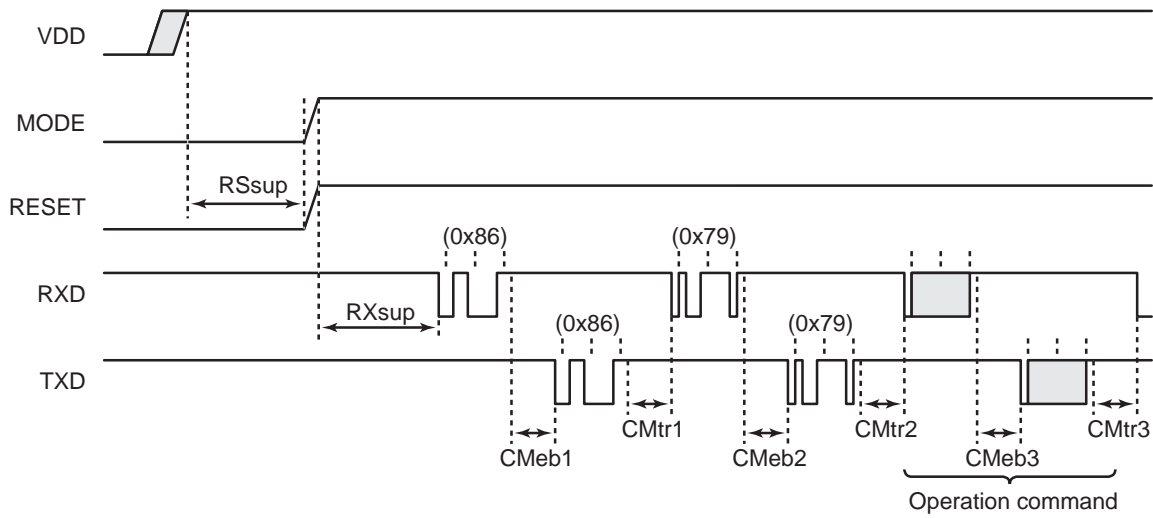 VDD
MODE
RSsup
RESET
(0x86)
(0x79)
RXD
RXsup
(0x86)
(0x79)
TXD
CMtr1
CMtr2
CMtr3
CMeb1
CMeb2
CMeb3
Operation command